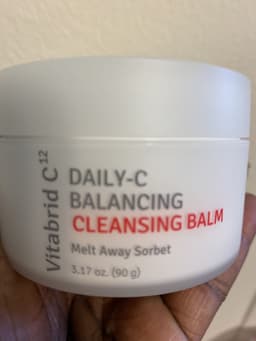 Vitabrid C¹²
DAILY-C
BALANCING
CLEANSING BALM
Melt Away Sorbet
3.17 oz. (90 g)